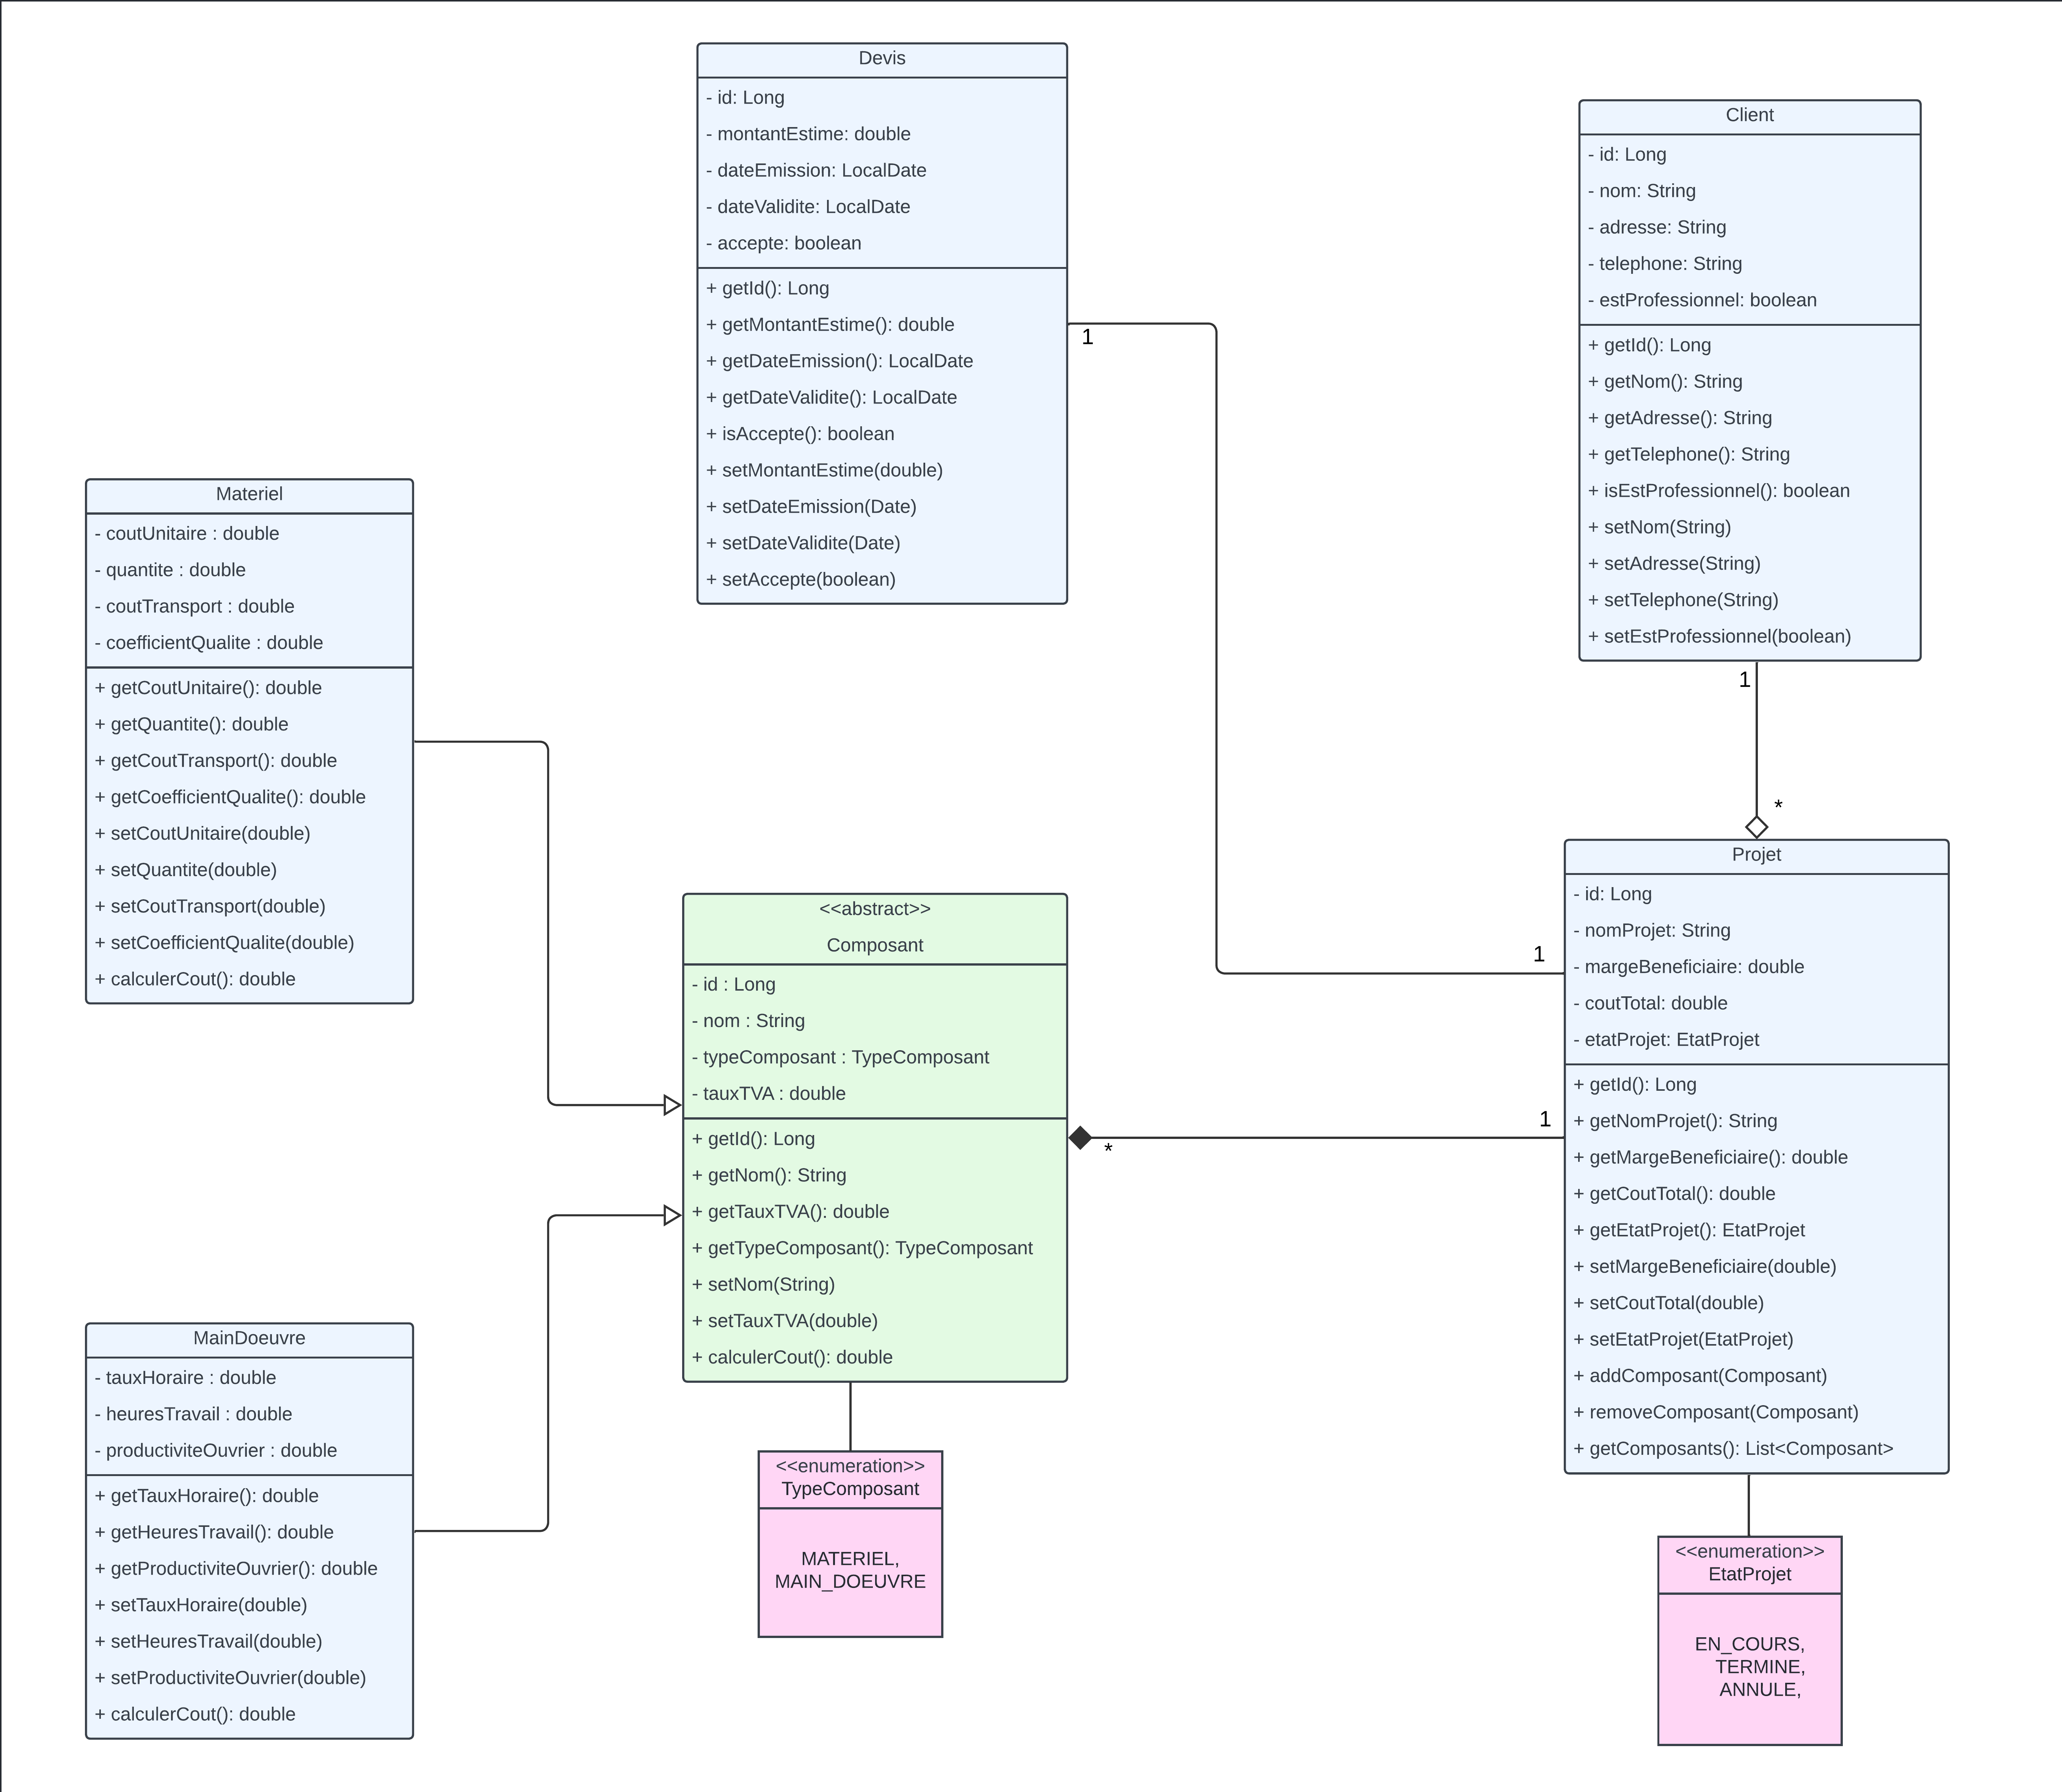 Devis
- id: Long
- montantEstime: double
- dateEmission: LocalDate
- dateValidite: LocalDate
- accepte: boolean
+ getId(): Long
+ getMontantEstime(): double
+ getDateEmission(): LocalDate
+ getDateValidite(): LocalDate
+ isAccepte(): boolean
+ setMontantEstime(double)
+ setDateEmission(Date)
+ setDateValidite(Date)
+ setAccepte(boolean)
1
Client
- id: Long
- nom: String
- adresse: String
- telephone: String
- estProfessionnel: boolean
+ getId(): Long
+ getNom(): String
+ getAdresse(): String
+ getTelephone(): String
+ isEstProfessionnel(): boolean
+ setNom(String)
+ setAdresse(String)
+ setTelephone(String)
+ setEstProfessionnel(boolean)
1
*
Materiel
- coutUnitaire : double
- quantite : double
- coutTransport : double
- coefficientQualite : double
+ getCoutUnitaire(): double
+ getQuantite(): double
+ getCoutTransport(): double
+ getCoefficientQualite(): double
+ setCoutUnitaire(double)
+ setQuantite(double)
+ setCoutTransport(double)
+ setCoefficientQualite(double)
+ calculerCout(): double
<<abstract>>
Composant
- id : Long
- nom : String
- typeComposant : TypeComposant
- tauxTVA : double
+ getId(): Long
+ getNom(): String
+ getTauxTVA(): double
+ getTypeComposant(): TypeComposant
+ setNom(String)
+ setTauxTVA(double)
+ calculerCout(): double
*
1
1
Projet
- id: Long
- nomProjet: String
- margeBeneficiaire: double
- coutTotal: double
- etatProjet: EtatProjet
+ getId(): Long
+ getNomProjet(): String
+ getMargeBeneficiaire(): double
+ getCoutTotal(): double
+ getEtatProjet(): EtatProjet
+ setMargeBeneficiaire(double)
+ setCoutTotal(double)
+ setEtatProjet(EtatProjet)
+ addComposant(Composant)
+ removeComposant(Composant)
+ getComposants(): List<Composant>
MainDoeuvre
- tauxHoraire : double
- heuresTravail : double
- productiviteOuvrier : double
+ getTauxHoraire(): double
+ getHeuresTravail(): double
+ getProductiviteOuvrier(): double
+ setTauxHoraire(double)
+ setHeuresTravail(double)
+ setProductiviteOuvrier(double)
+ calculerCout(): double
<<enumeration>>
TypeComposant
MATERIEL,
MAIN_DOEUVRE
<<enumeration>>
EtatProjet
EN_COURS,
TERMINE,
ANNULE,